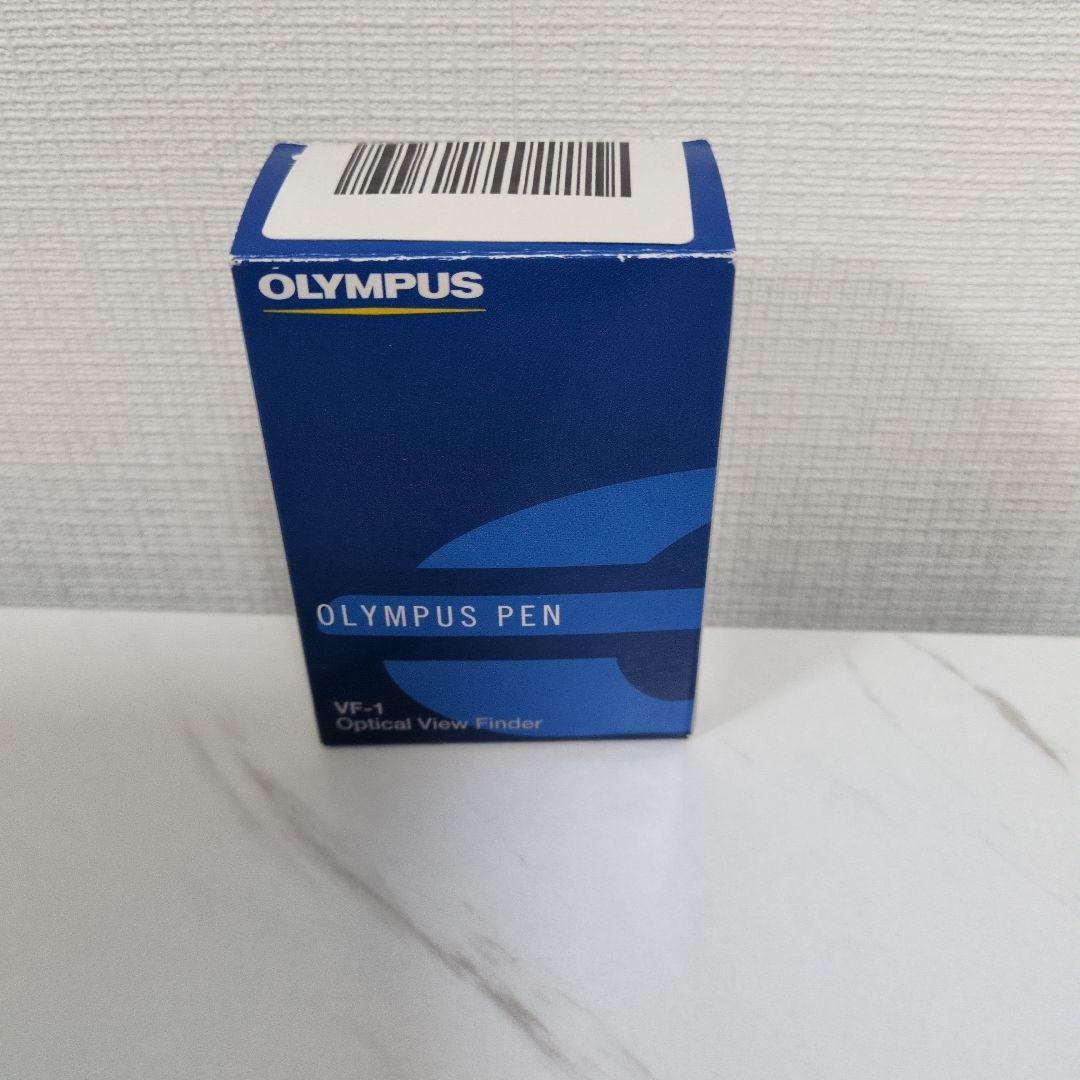 OLYMPUS
OLYMPUS PEN
VF-1
Optical View Finder